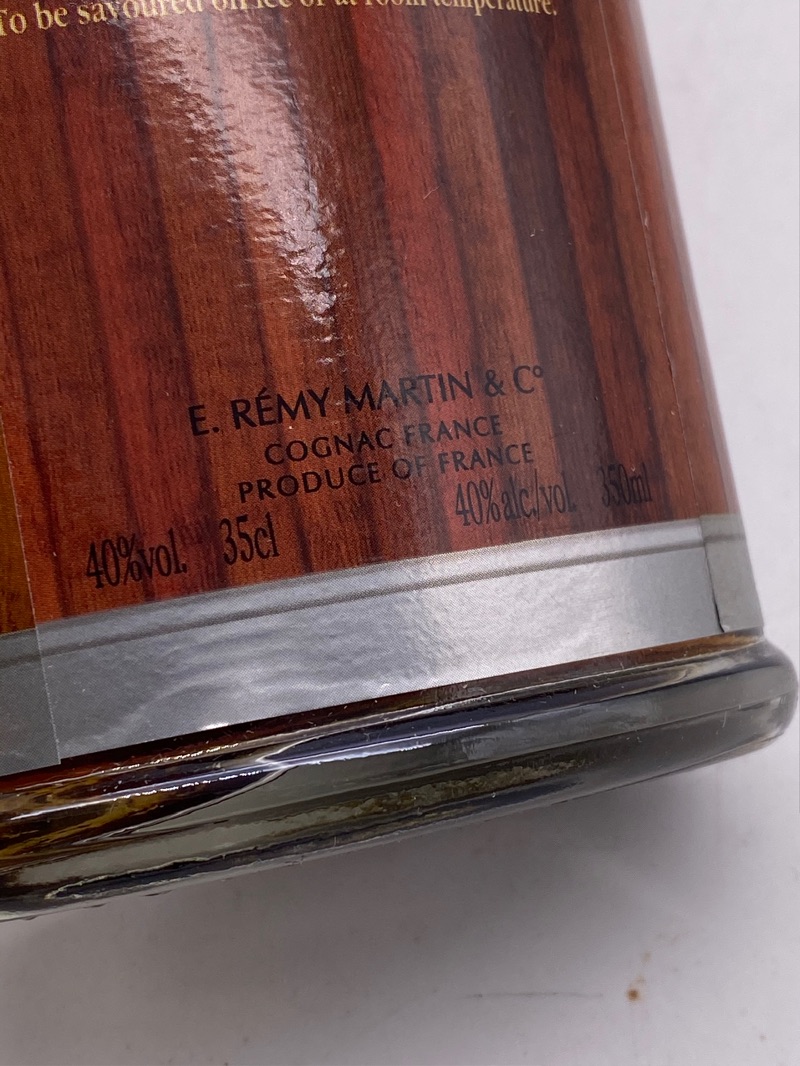 To be savoured on ice or at room temperature.
E. RÉMY MARTIN & Cº
COGNAC FRANCE
PRODUCE OF FRANCE
40%vol. 35cl 40%alc./vol. 350ml